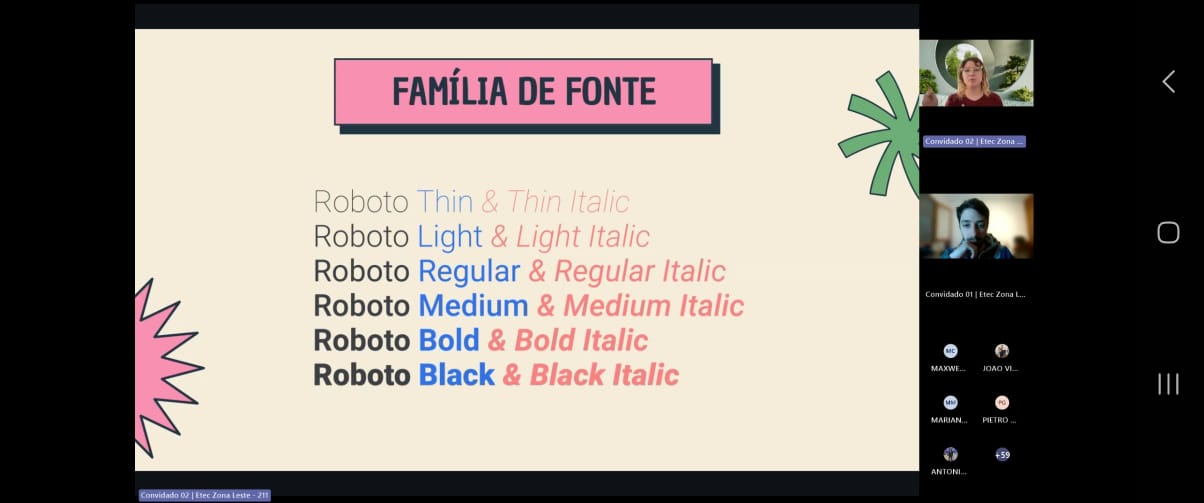 FAMÍLIA DE FONTE
Roboto Thin & Thin Italic
Roboto Light & Light Italic
Roboto Regular & Regular Italic
Roboto Medium & Medium Italic
Roboto Bold & Bold Italic
Roboto Black & Black Italic
Convidado 02 | Etec Zona Leste - 211
Convidado 02 | Etec Zona ...
Convidado 01 | Etec Zona L...
MC
MAXWE...
JOAO VI...
MM
PG
MARIAN...
PIETRO ...
+59
ANTONI...